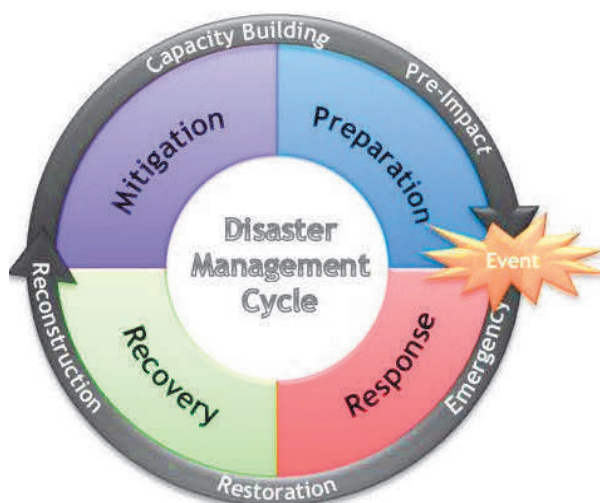 Capacity Building
Pre-Impact
Mitigation
Preparation
Disaster
Management
Cycle
Event
Reconstruction
Recovery
Response
Emergency
Restoration